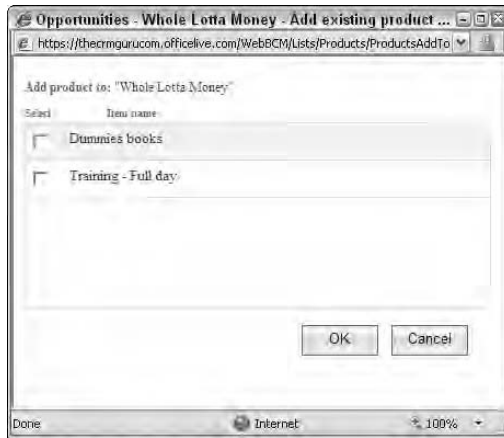 Opportunities - Whole Lotta Money - Add existing product ...
https://thecrmgurucom.officelive.com/WebBCM/Lists/Products/ProductsAddTo
Add product to: "Whole Lotta Money"
Select Item name
Dummies books
Training - Full day
OK Cancel
Done Internet 100%